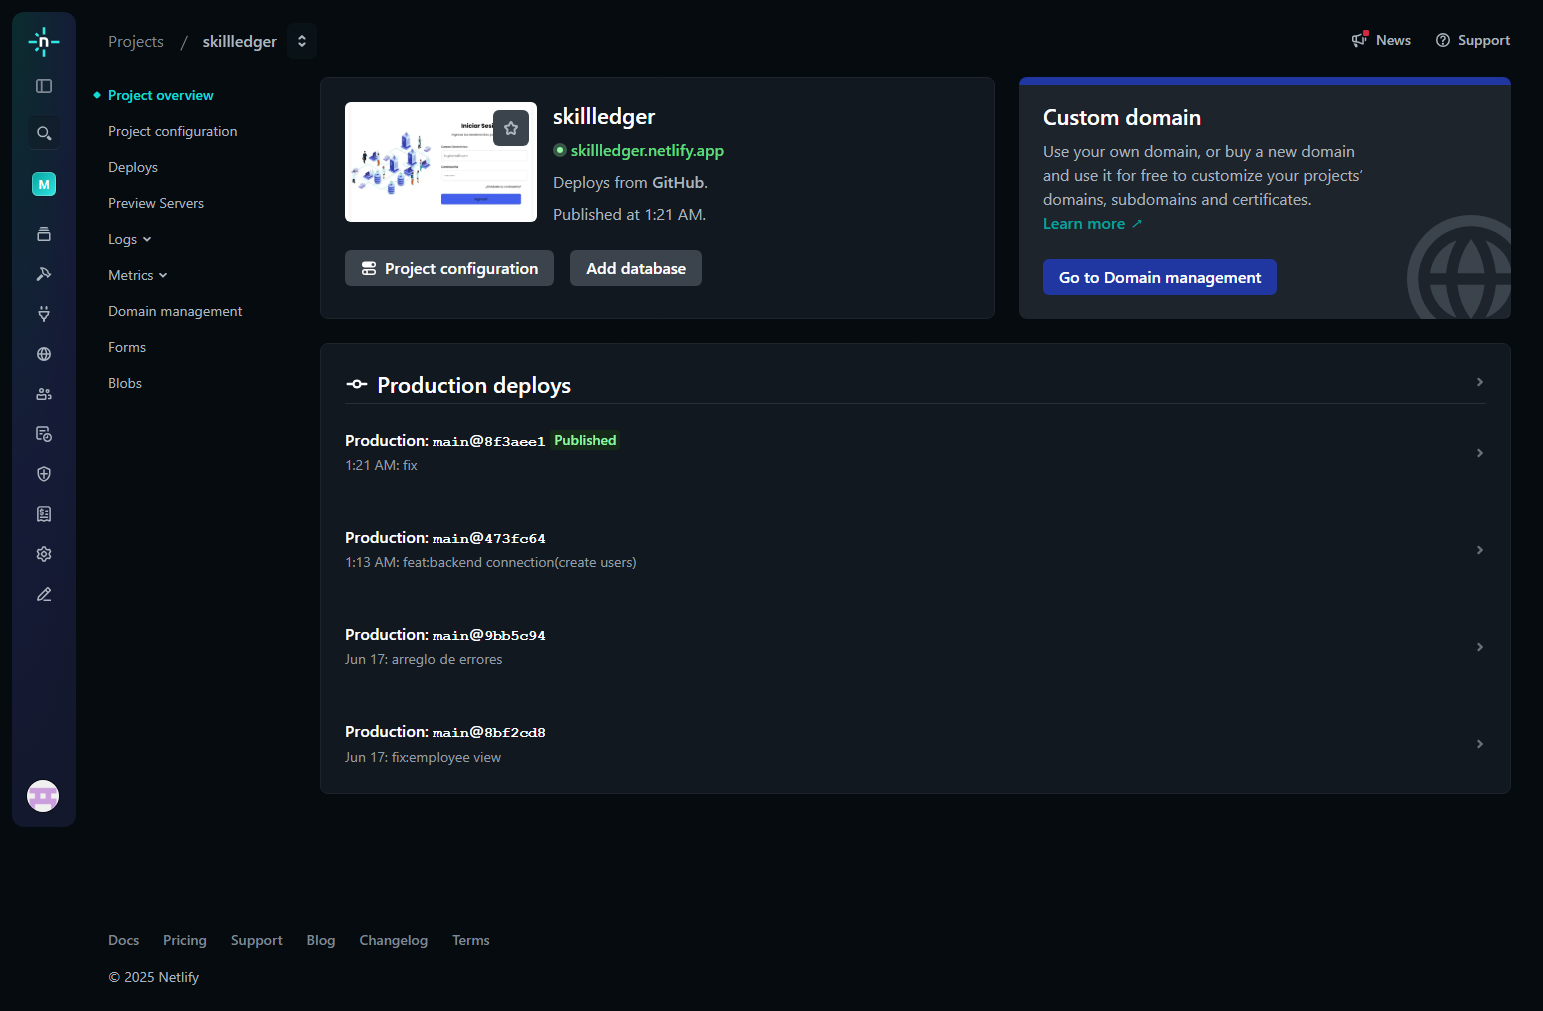 Projects / skillledger
News
Support
Project overview
Project configuration
Deploys
Preview Servers
Logs
Metrics
Domain management
Forms
Blobs
n
M
Iniciar Sesi
skillledger
skillledger.netlify.app
Deploys from GitHub.
Published at 1:21 AM.
Project configuration
Add database
Custom domain
Use your own domain, or buy a new domain
and use it for free to customize your projects’
domains, subdomains and certificates.
Learn more ↗
Go to Domain management
Production deploys
Production: main@8f3aee1 Published
1:21 AM: fix
Production: main@473fc64
1:13 AM: feat:backend connection(create users)
Production: main@9bb5c94
Jun 17: arreglo de errores
Production: main@8bf2cd8
Jun 17: fix:employee view
Docs Pricing Support Blog Changelog Terms
© 2025 Netlify